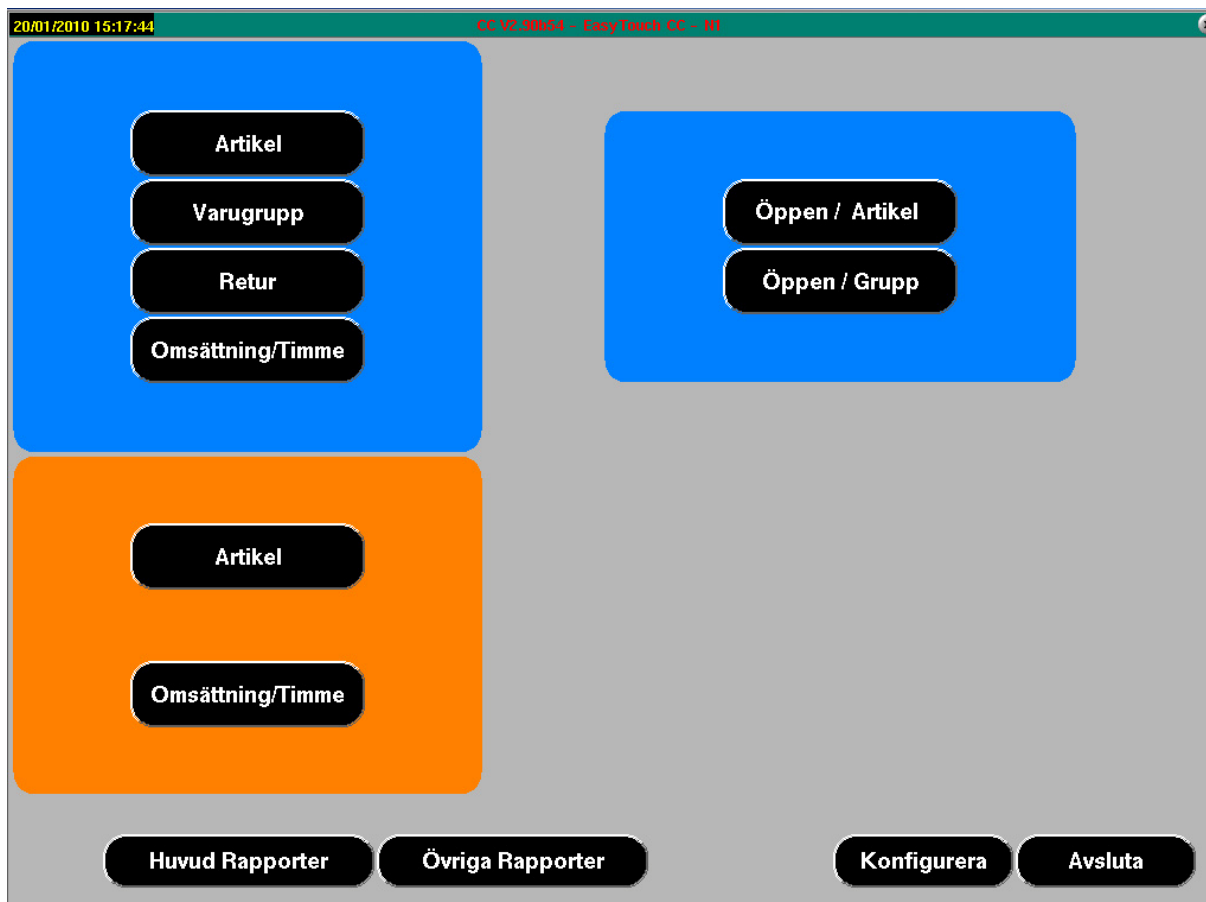 20/01/2010 15:17:44
CC V2.90b54 - EasyTouch CC - N1
Artikel
Varugrupp
Retur
Omsättning/Timme
Öppen / Artikel
Öppen / Grupp
Artikel
Omsättning/Timme
Huvud Rapporter
Övriga Rapporter
Konfigurera
Avsluta